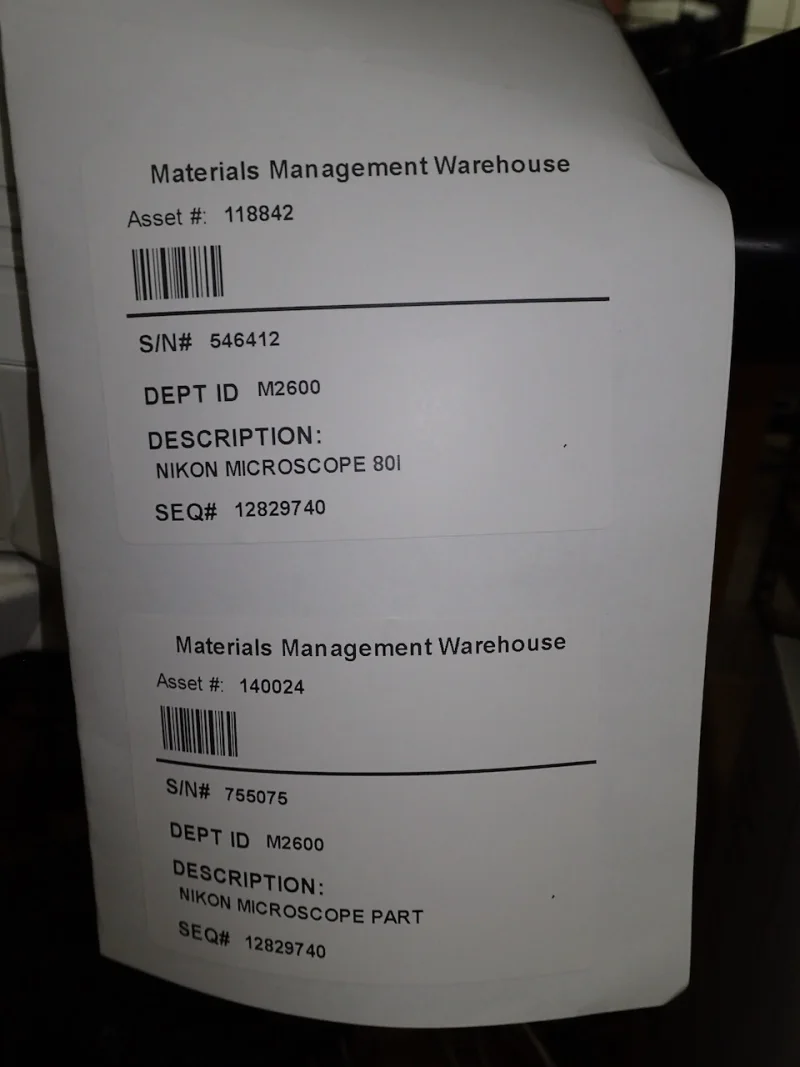 Materials Management Warehouse
Asset #: 118842
S/N# 546412
DEPT ID M2600
DESCRIPTION:
NIKON MICROSCOPE 80I
SEQ# 12829740
Materials Management Warehouse
Asset #: 140024
S/N# 755075
DEPT ID M2600
DESCRIPTION:
NIKON MICROSCOPE PART
SEQ# 12829740